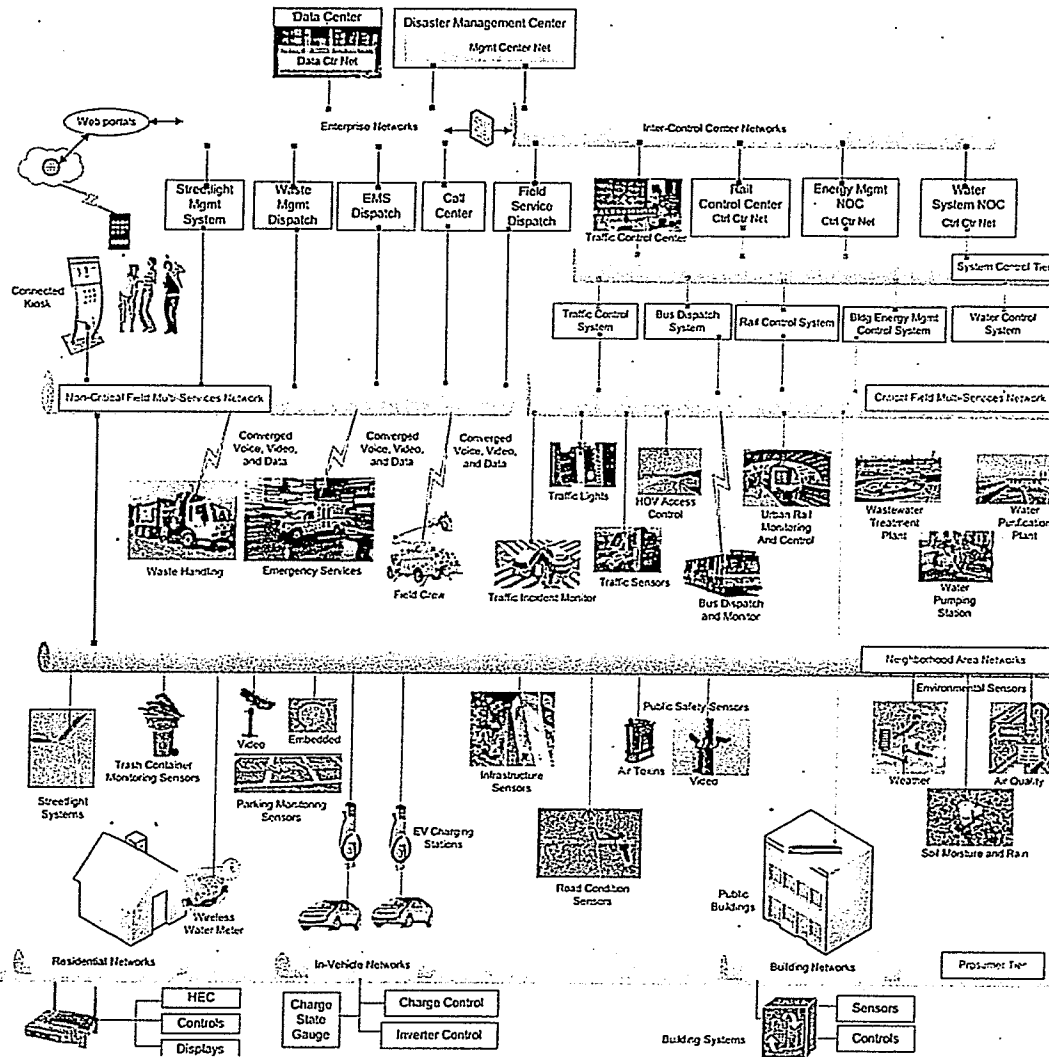 Data Center
Data Ctr Net
Disaster Management Center
Mgmt Center Net
Web portals
Enterprise Networks
Inter-Control Center Networks
Streetlight
Mgmt
System
Waste
Mgmt
Dispatch
EMS
Dispatch
Call
Center
Field
Service
Dispatch
Traffic Control Center
Rail
Control Center
Ctrl Ctr Net
Energy Mgmt
NOC
Ctrl Ctr Net
Water
System NOC
Ctrl Ctr Net
System Control Tier
Connected
Kiosk
Traffic Control
System
Bus Dispatch
System
Rail Control System
Bldg Energy Mgmt
Control System
Water Control
System
Non-Critical Field Multi-Services Network
Critical Field Multi-Services Network
Converged
Voice, Video,
and Data
Converged
Voice, Video,
and Data
Converged
Voice, Video,
and Data
Waste Handling
Emergency Services
Field Crew
Traffic Lights
HOV Access
Control
Urban Rail
Monitoring
And Control
Wastewater
Treatment
Plant
Water
Purification
Plant
Traffic Incident Monitor
Traffic Sensors
Bus Dispatch
and Monitor
Water
Pumping
Station
Neighborhood Area Networks
Environmental Sensors
Public Safety Sensors
Streetlight
Systems
Trash Container
Monitoring Sensors
Video
Embedded
Parking Monitoring
Sensors
Infrastructure
Sensors
Air Toxins
Video
Weather
Air Quality
Soil Moisture and Rain
EV Charging
Stations
Road Condition
Sensors
Public
Buildings
Wireless
Water Meter
Residential Networks
In-Vehicle Networks
Building Networks
Prosumer Tier
HEC
Controls
Displays
Charge
State
Gauge
Charge Control
Inverter Control
Building Systems
Sensors
Controls